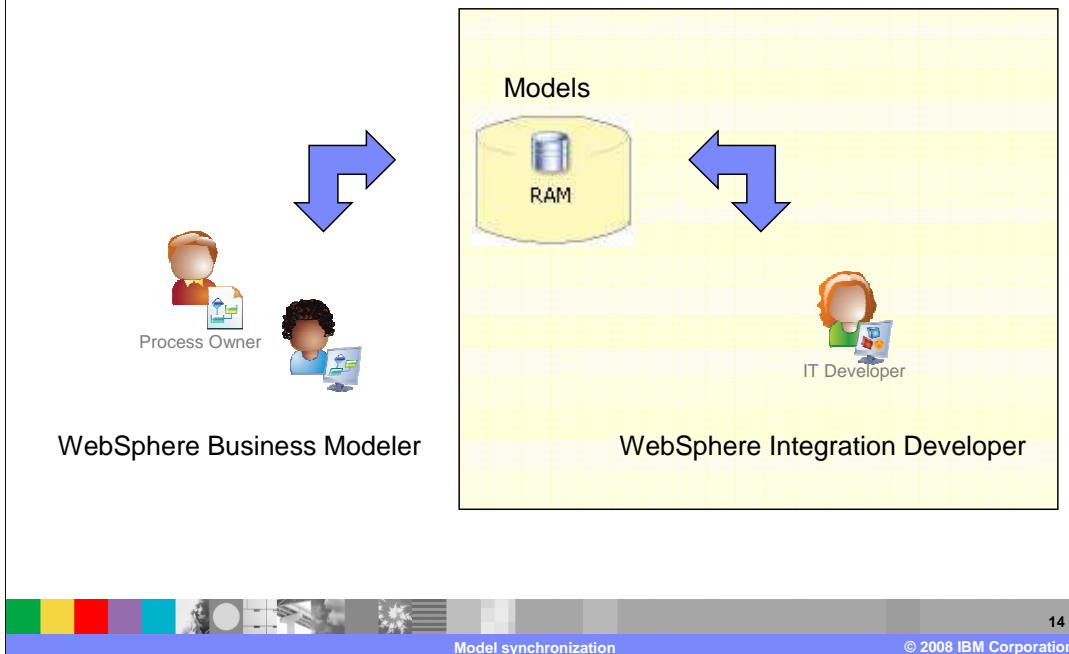 Models
RAM
Process Owner
IT Developer
WebSphere Business Modeler
WebSphere Integration Developer
14
Model synchronization
© 2008 IBM Corporation